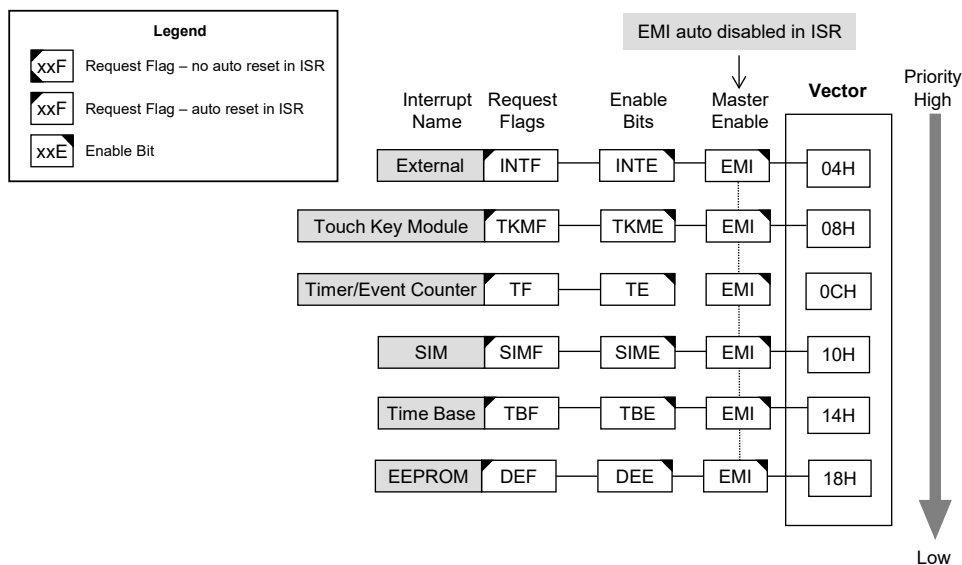 Legend
xxF Request Flag – no auto reset in ISR
xxF Request Flag – auto reset in ISR
xxE Enable Bit
EMI auto disabled in ISR
Interrupt Name Request Flags Enable Bits Master Enable Vector Priority High
External INTF INTE EMI 04H
Touch Key Module TKMF TKME EMI 08H
Timer/Event Counter TF TE EMI 0CH
SIM SIMF SIME EMI 10H
Time Base TBF TBE EMI 14H
EEPROM DEF DEE EMI 18H
Low